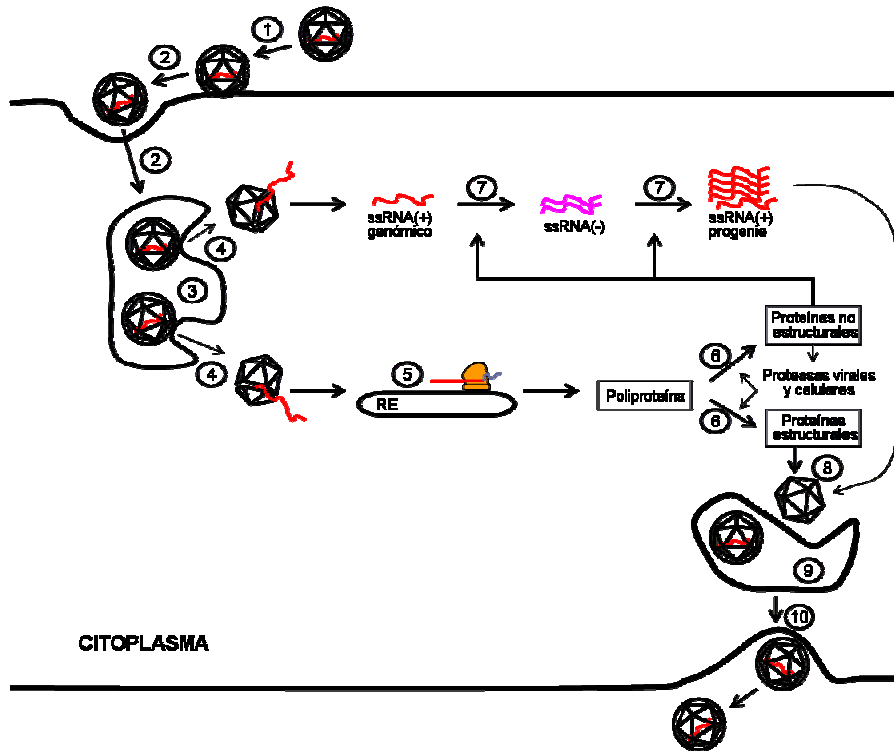 1
2
2
4
3
4
ssRNA(+)
genómico
7
ssRNA(-)
7
ssRNA(+)
progenie
5
RE
Poliproteína
6
6
Proteínas no
estructurales
Proteasas virales
y celulares
Proteínas
estructurales
8
9
10
CITOPLASMA